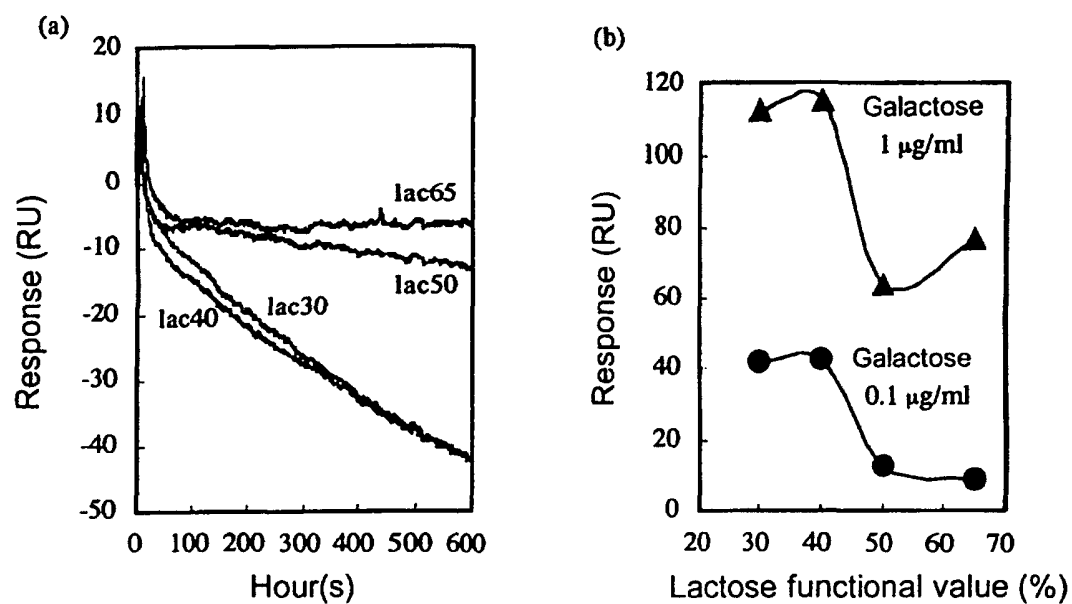 (a)
20
10
0
-10
-20
-30
-40
-50
Response (RU)
lac65
lac50
lac30
lac40
0 100 200 300 400 500 600
Hour(s)
(b)
120
100
80
60
40
20
0
Response (RU)
Galactose
1 µg/ml
Galactose
0.1 µg/ml
20 30 40 50 60 70
Lactose functional value (%)